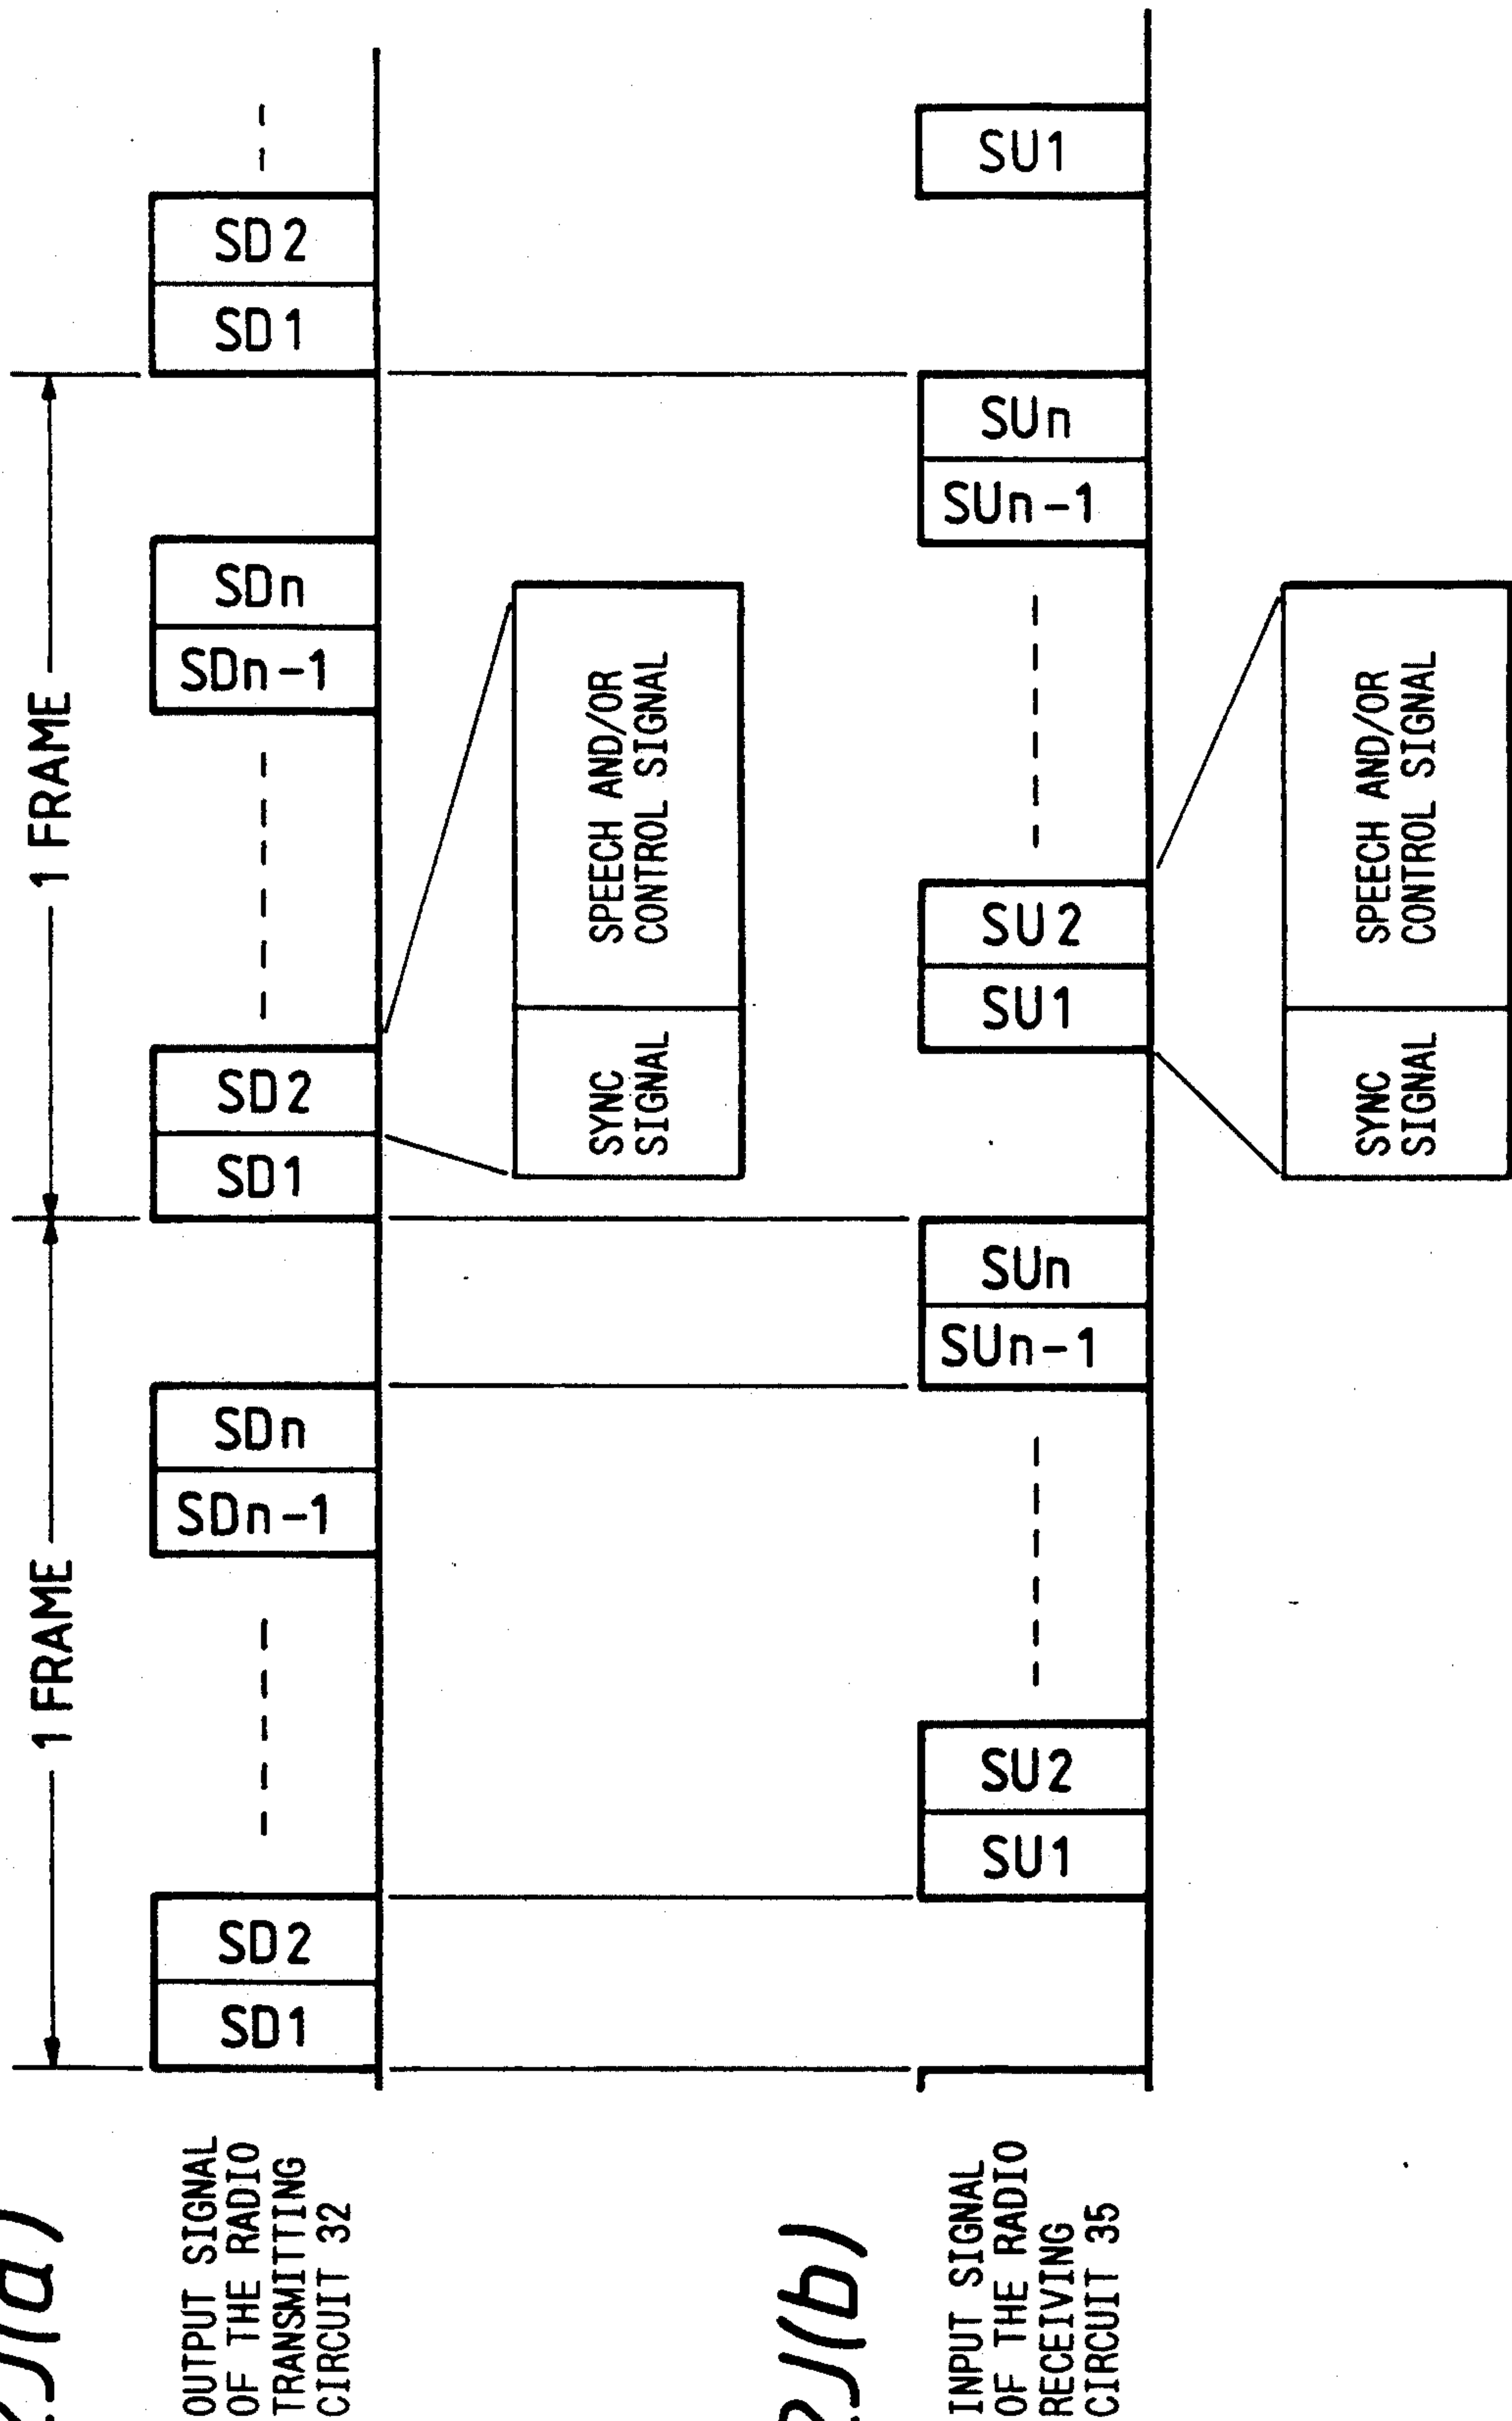 1 FRAME
1 FRAME
OUTPUT SIGNAL
OF THE RADIO
TRANSMITTING
CIRCUIT 32
SD1
SD2
SDn-1
SDn
SD1
SD2
SDn-1
SDn
SD1
SD2
SYNC
SIGNAL
SPEECH AND/OR
CONTROL SIGNAL
(b)
INPUT SIGNAL
OF THE RADIO
RECEIVING
CIRCUIT 35
SU1
SU2
SUn-1
SUn
SU1
SU2
SUn-1
SUn
SU1
SYNC
SIGNAL
SPEECH AND/OR
CONTROL SIGNAL